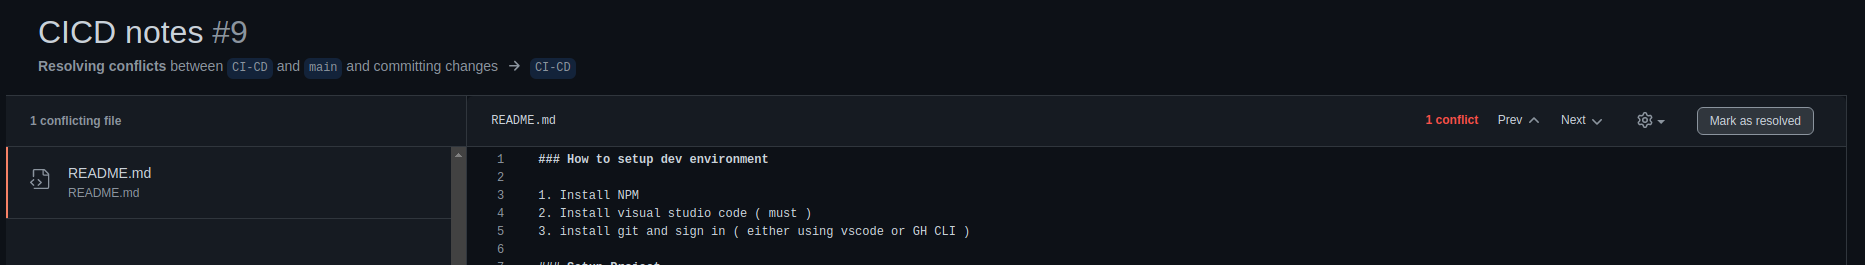 CICD notes #9
Resolving conflicts between CI-CD and main and committing changes → CI-CD
1 conflicting file
README.md
1 conflict Prev Next Mark as resolved
README.md
README.md
1 ### How to setup dev environment
2
3 1. Install NPM
4 2. Install visual studio code ( must )
5 3. install git and sign in ( either using vscode or GH CLI )
6
7 ### Setup Project